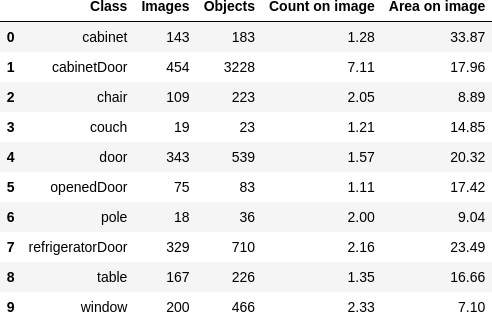 Class Images Objects Count on image Area on image
0 cabinet 143 183 1.28 33.87
1 cabinetDoor 454 3228 7.11 17.96
2 chair 109 223 2.05 8.89
3 couch 19 23 1.21 14.85
4 door 343 539 1.57 20.32
5 openedDoor 75 83 1.11 17.42
6 pole 18 36 2.00 9.04
7 refrigeratorDoor 329 710 2.16 23.49
8 table 167 226 1.35 16.66
9 window 200 466 2.33 7.10